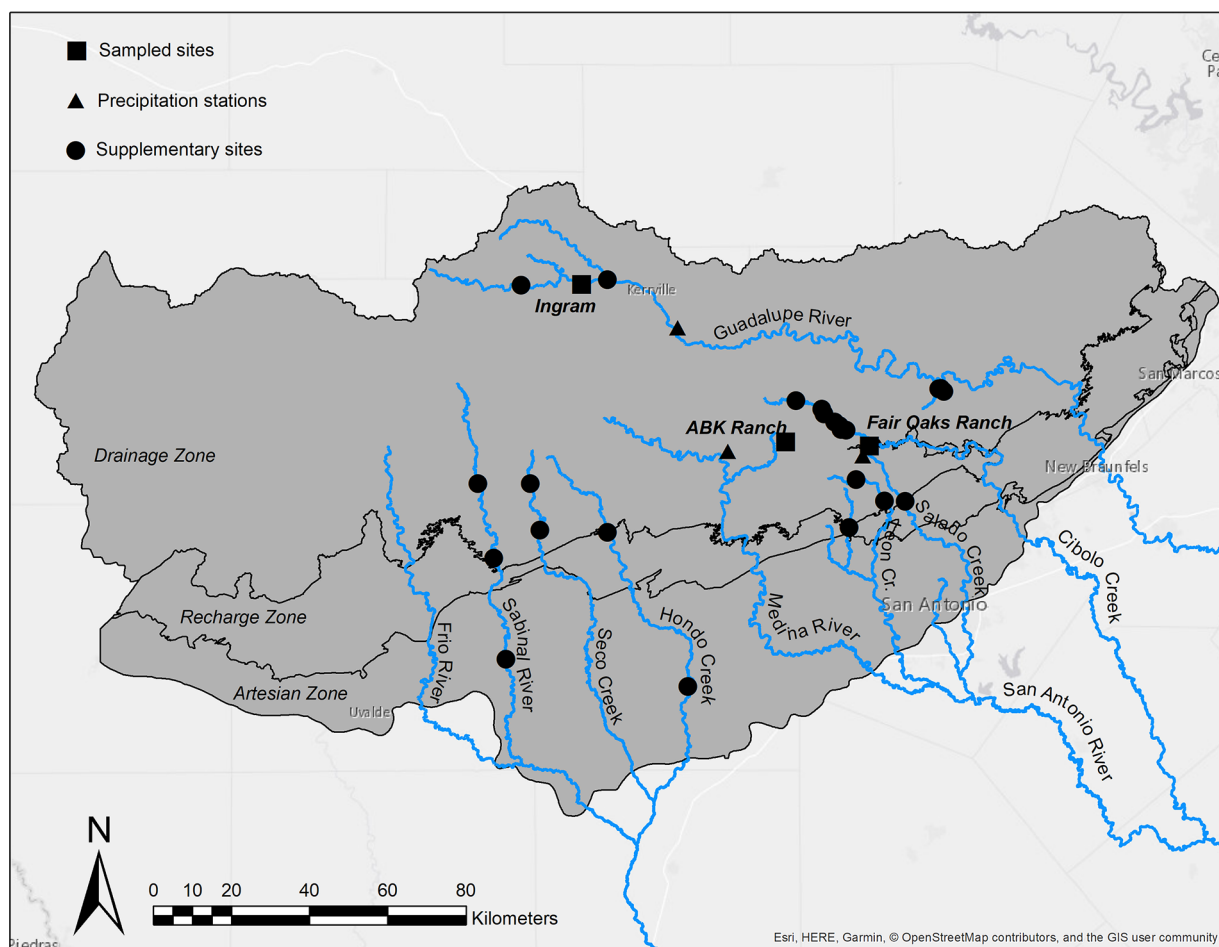 Sampled sites
Precipitation stations
Supplementary sites
Ce
Pa
Ingram
Kerrville
Guadalupe River
San Marcos
ABK Ranch
Fair Oaks Ranch
Drainage Zone
New Braunfels
Salado Creek
Leon Cr.
Cibolo Creek
San Antonio
Recharge Zone
Medina River
Hondo Creek
Sabinal River
Seco Creek
Frio River
Artesian Zone
Uvalde
San Antonio River
N
0 10 20 40 60 80
Kilometers
Piedras
Esri, HERE, Garmin, © OpenStreetMap contributors, and the GIS user community